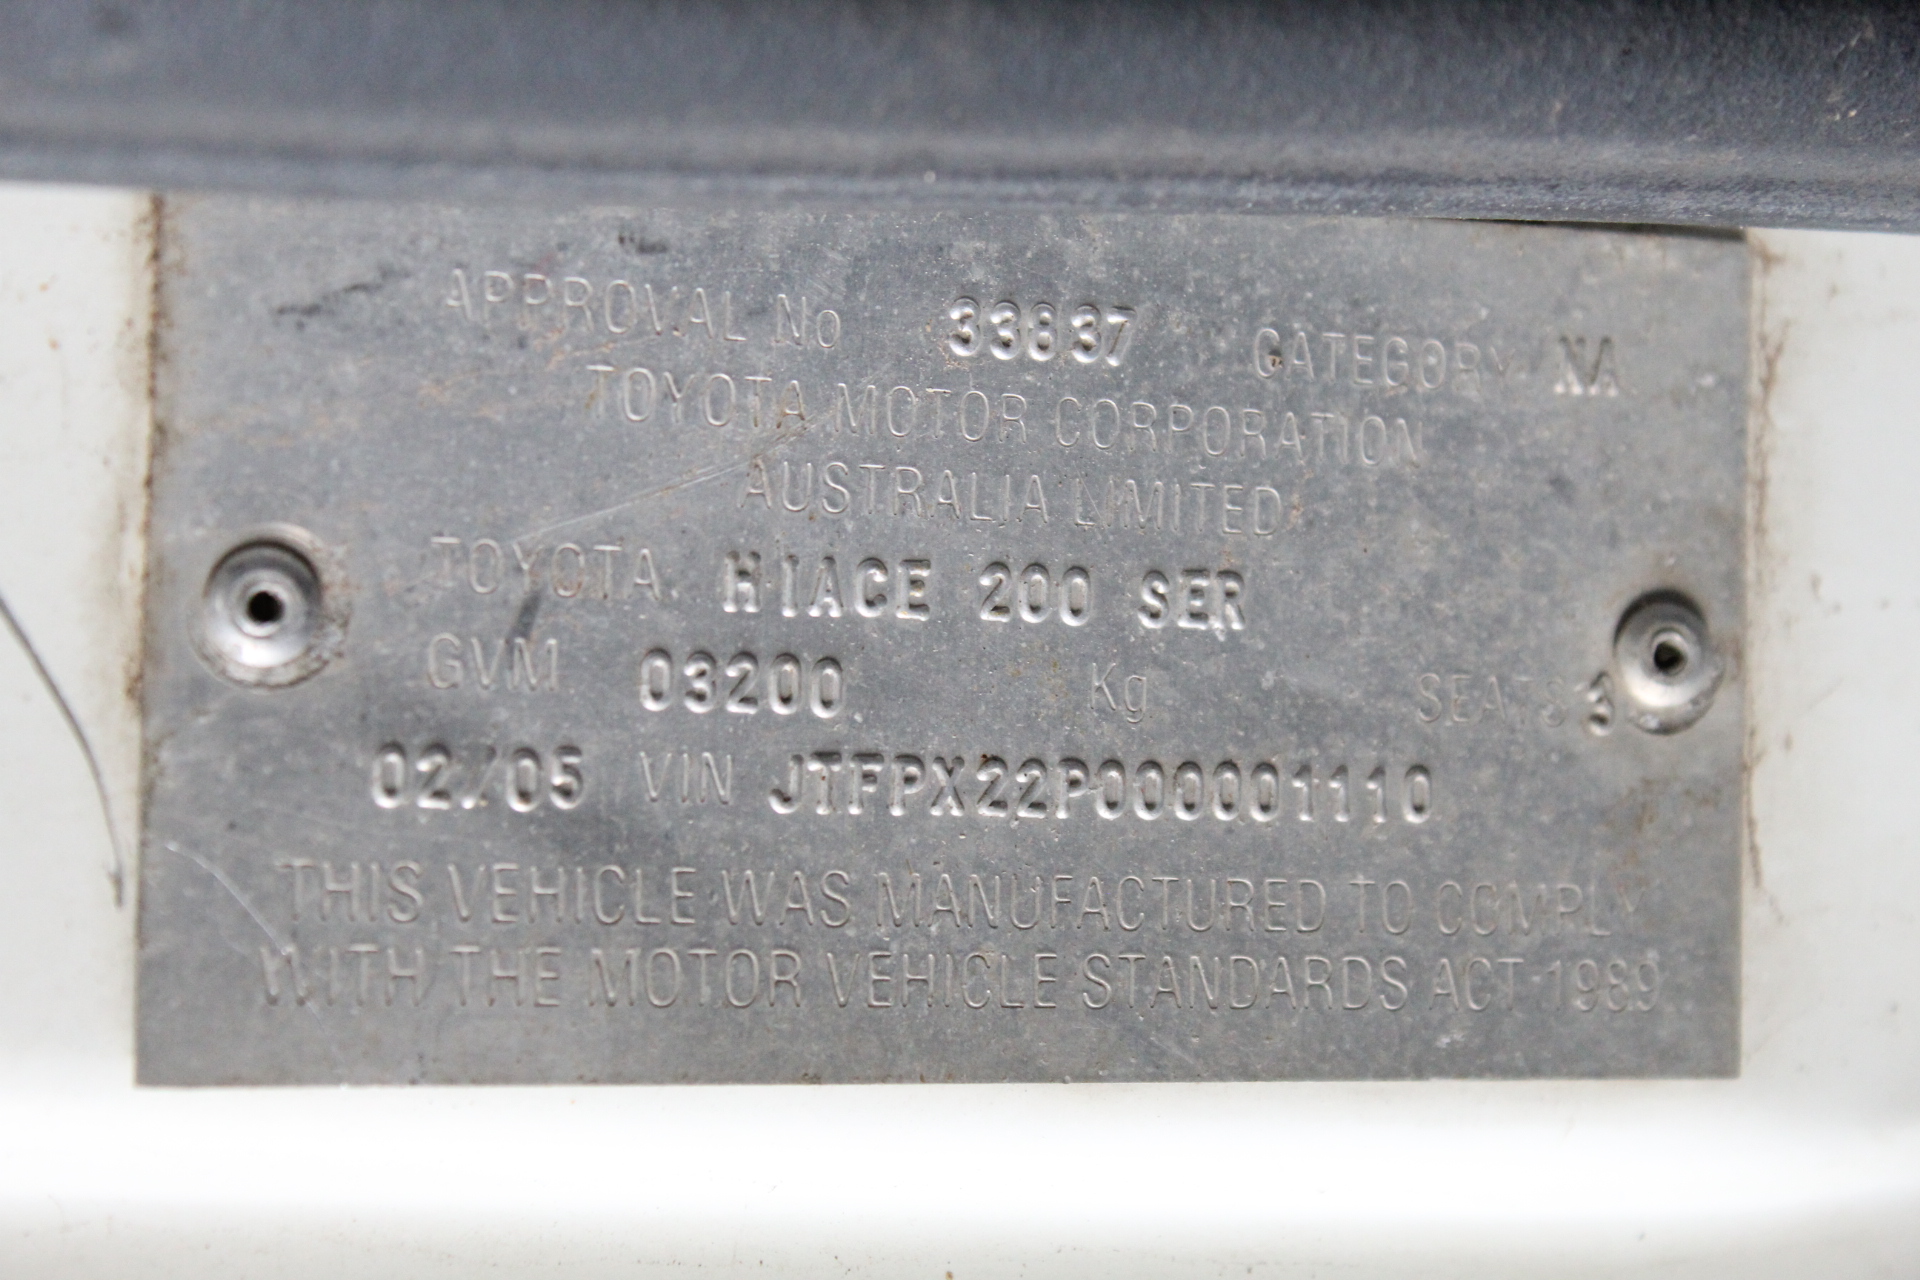 APPROVAL No 33837 CATEGORY NA
TOYOTA MOTOR CORPORATION
AUSTRALIA LIMITED
TOYOTA HIACE 200 SER
GVM 03200 Kg SEATS 3
02/05 VIN JTFPX22P000001110
THIS VEHICLE WAS MANUFACTURED TO COMPLY
WITH THE MOTOR VEHICLE STANDARDS ACT 1989